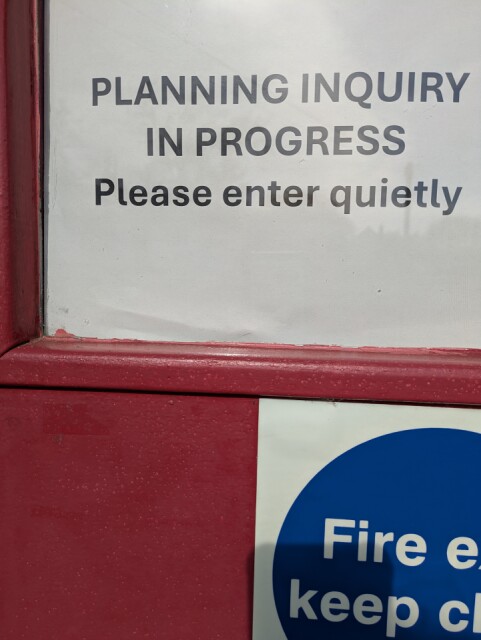 PLANNING INQUIRY
IN PROGRESS
Please enter quietly
Fire
keep